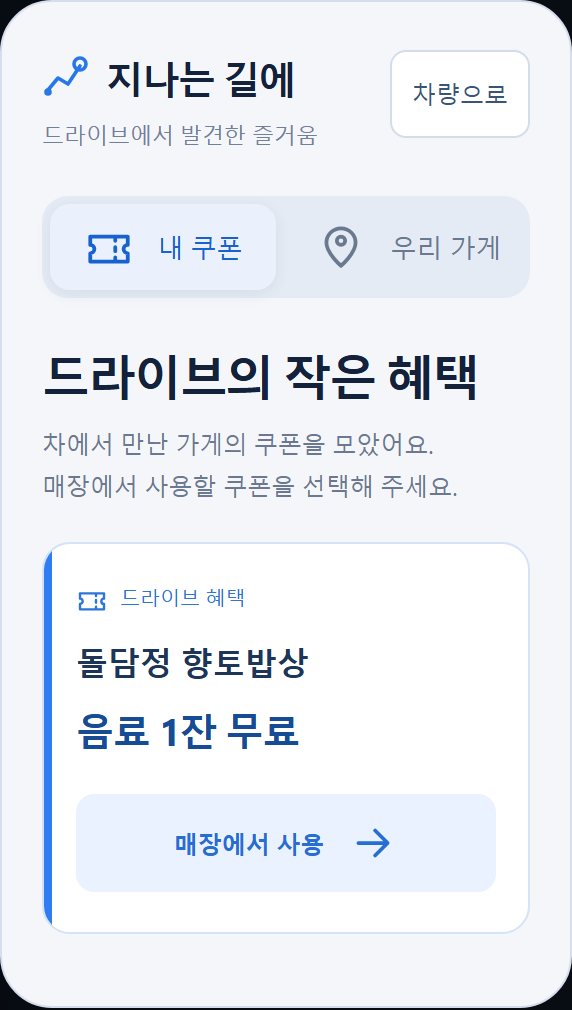 지나는 길에
차량으로
드라이브에서 발견한 즐거움
내 쿠폰
우리 가게
드라이브의 작은 혜택
차에서 만난 가게의 쿠폰을 모았어요.
매장에서 사용할 쿠폰을 선택해 주세요.
드라이브 혜택
돌담정 향토밥상
음료 1잔 무료
매장에서 사용